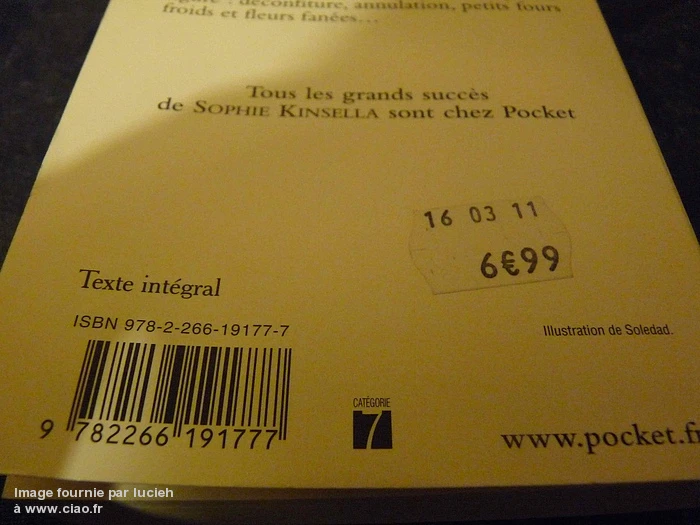 : déconfiture, annulation, petits fours
froids et fleurs fanées...
Tous les grands succès
de SOPHIE KINSELLA sont chez Pocket
16 03 11
6€99
Texte intégral
ISBN 978-2-266-19177-7
Illustration de Soledad.
9 782266 191777
CATÉGORIE
7
www.pocket.fr
Image fournie par lucieh
à www.ciao.fr